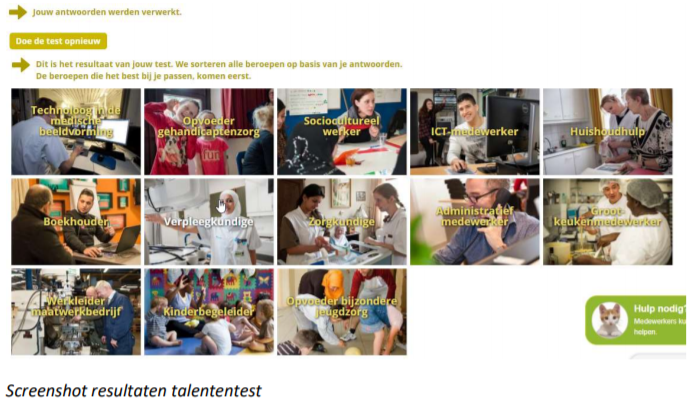 Jouw antwoorden werden verwerkt.
Doe de test opnieuw
Dit is het resultaat van jouw test. We sorteren alle beroepen op basis van je antwoorden.
De beroepen die het best bij je passen, komen eerst.
Technoloog in de
medische
beeldvorming
Opvoeder
gehandicaptenzorg
Sociocultureel
werker
ICT-medewerker
Huishoudhulp
Boekhouder
Verpleegkundige
Zorgkundige
Administratief
medewerker
Groot-
keukenmedewerker
Werkleider
maatwerkbedrijf
Kinderbegeleider
Opvoeder bijzondere
jeugdzorg
Hulp nodig?
Medewerkers ku
helpen.
Screenshot resultaten talententest